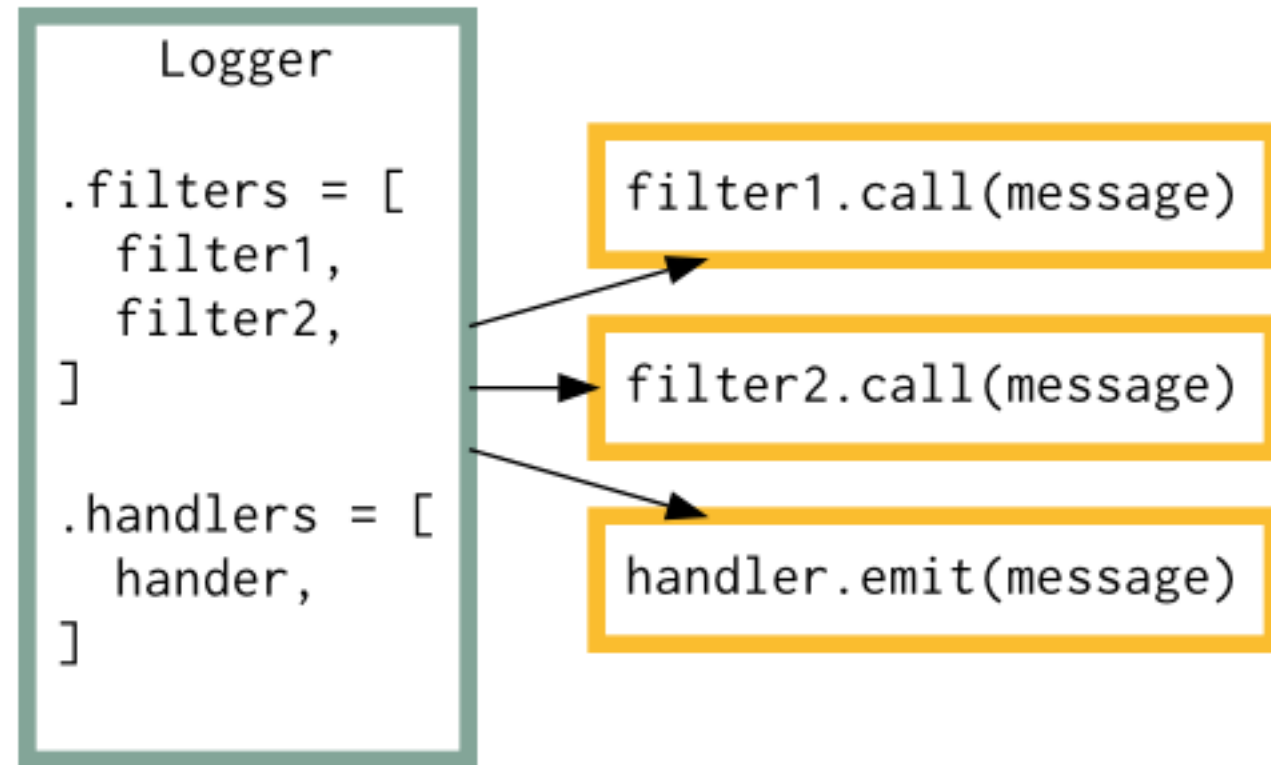 Logger
.filters = [
filter1,
filter2,
]
.handlers = [
hander,
]
filter1.call(message)
filter2.call(message)
handler.emit(message)